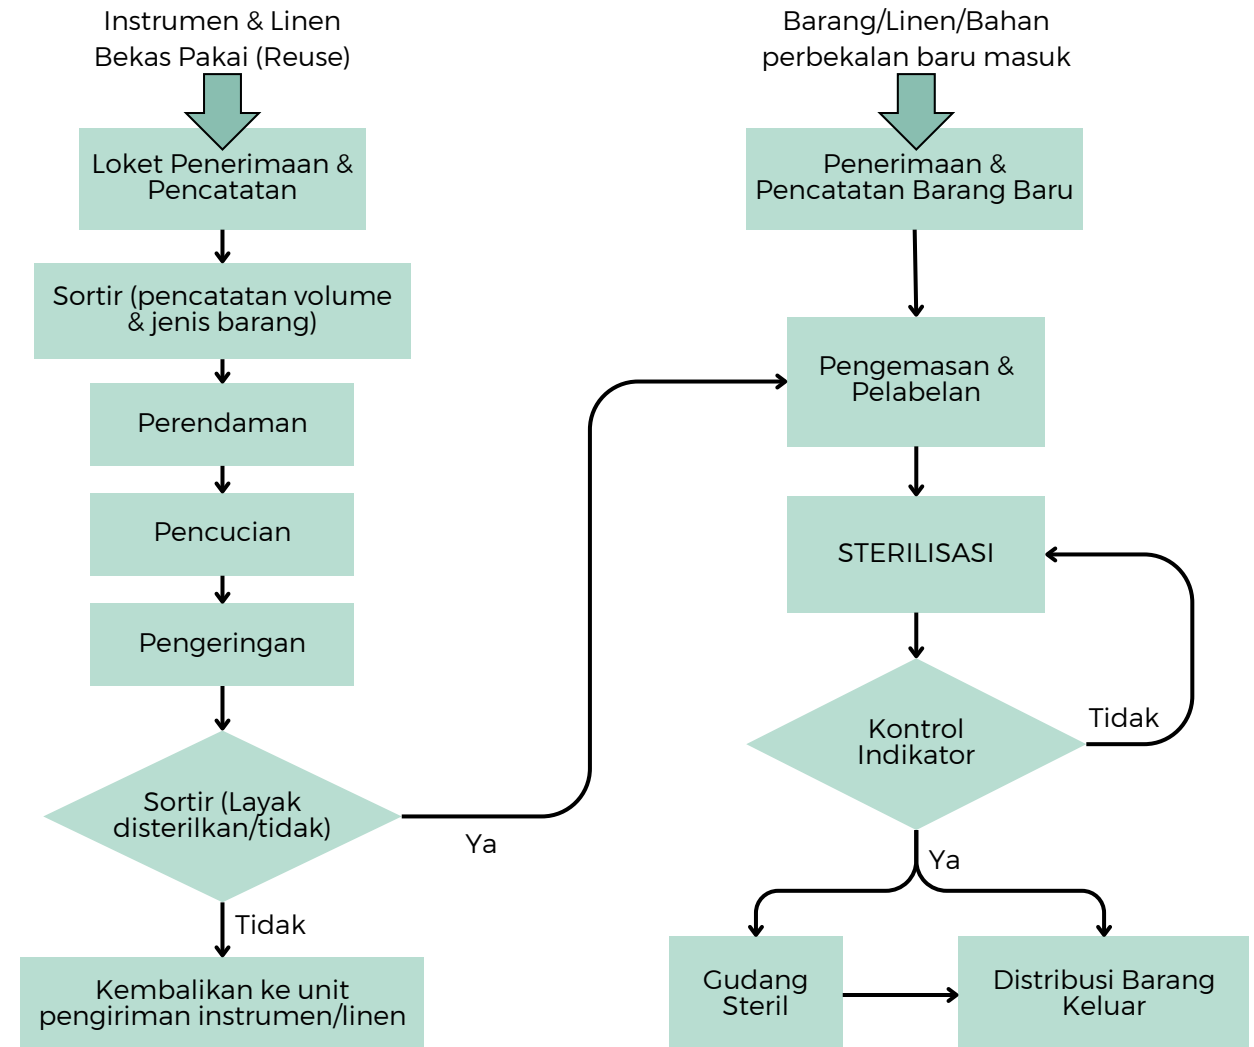 Instrumen & Linen
Bekas Pakai (Reuse)
Loket Penerimaan &
Pencatatan
Sortir (pencatatan volume
& jenis barang)
Perendaman
Pencucian
Pengeringan
Sortir (Layak
disterilkan/tidak)
Ya
Tidak
Kembalikan ke unit
pengiriman instrumen/linen
Barang/Linen/Bahan
perbekalan baru masuk
Penerimaan &
Pencatatan Barang Baru
Pengemasan &
Pelabelan
STERILISASI
Kontrol
Indikator
Tidak
Ya
Gudang
Steril
Distribusi Barang
Keluar